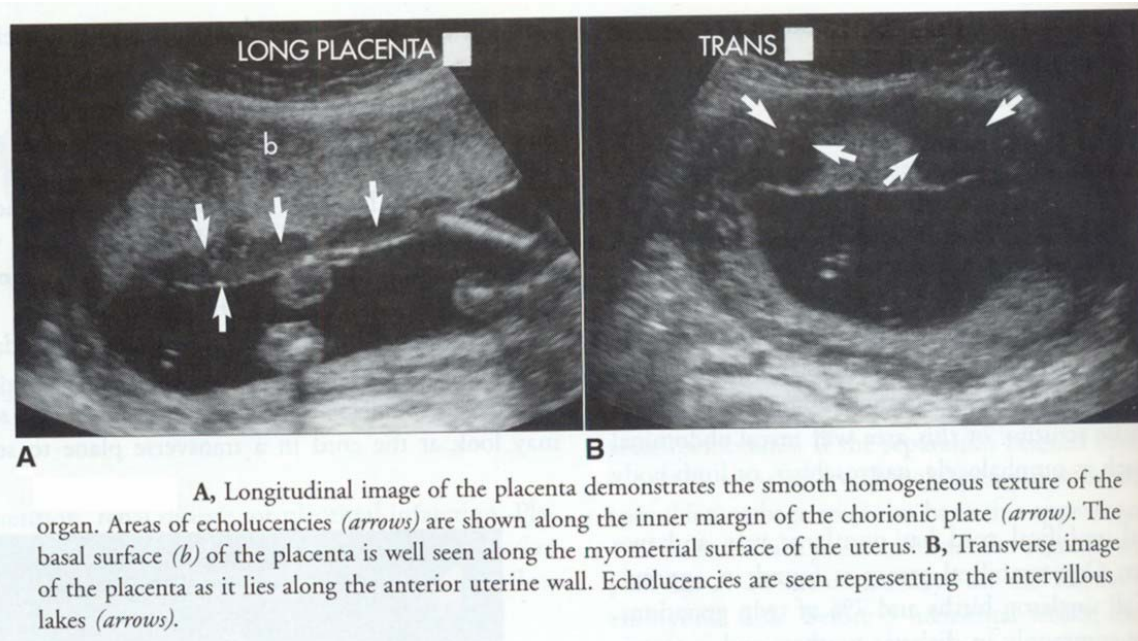 LONG PLACENTA
TRANS
b
A
B
A, Longitudinal image of the placenta demonstrates the smooth homogeneous texture of the
organ. Areas of echolucencies (arrows) are shown along the inner margin of the chorionic plate (arrow). The
basal surface (b) of the placenta is well seen along the myometrial surface of the uterus. B, Transverse image
of the placenta as it lies along the anterior uterine wall. Echolucencies are seen representing the intervillous
lakes (arrows).